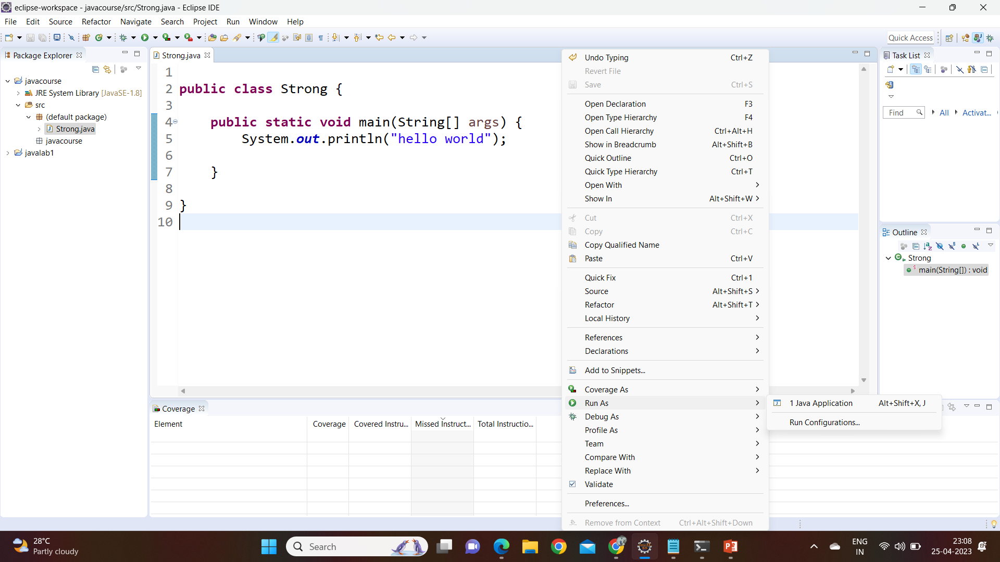 eclipse-workspace - javacourse/src/Strong.java - Eclipse IDE
File Edit Source Refactor Navigate Search Project Run Window Help
Quick Access
Package Explorer
javacourse
JRE System Library [JavaSE-1.8]
src
(default package)
Strong.java
javacourse
javalab1
Strong.java
1
2 public class Strong {
3
4 public static void main(String[] args) {
5 System.out.println("hello world");
6
7 }
8
9 }
10
Undo Typing Ctrl+Z
Revert File
Save Ctrl+S
Open Declaration F3
Open Type Hierarchy F4
Open Call Hierarchy Ctrl+Alt+H
Show in Breadcrumb Alt+Shift+B
Quick Outline Ctrl+O
Quick Type Hierarchy Ctrl+T
Open With
Show In Alt+Shift+W
Cut Ctrl+X
Copy Ctrl+C
Copy Qualified Name
Paste Ctrl+V
Quick Fix Ctrl+1
Source Alt+Shift+S
Refactor Alt+Shift+T
Local History
References
Declarations
Add to Snippets...
Coverage As
Run As
Debug As
Profile As
Team
Compare With
Replace With
Validate
Preferences...
Remove from Context Ctrl+Alt+Shift+Down
1 Java Application Alt+Shift+X, J
Run Configurations...
Task List
Find All Activat...
Outline
Strong
main(String[]) : void
Coverage
Element Coverage Covered Instru... Missed Instruct... Total Instructio...
28°C
Partly cloudy
Search
ENG
IN
23:08
25-04-2023